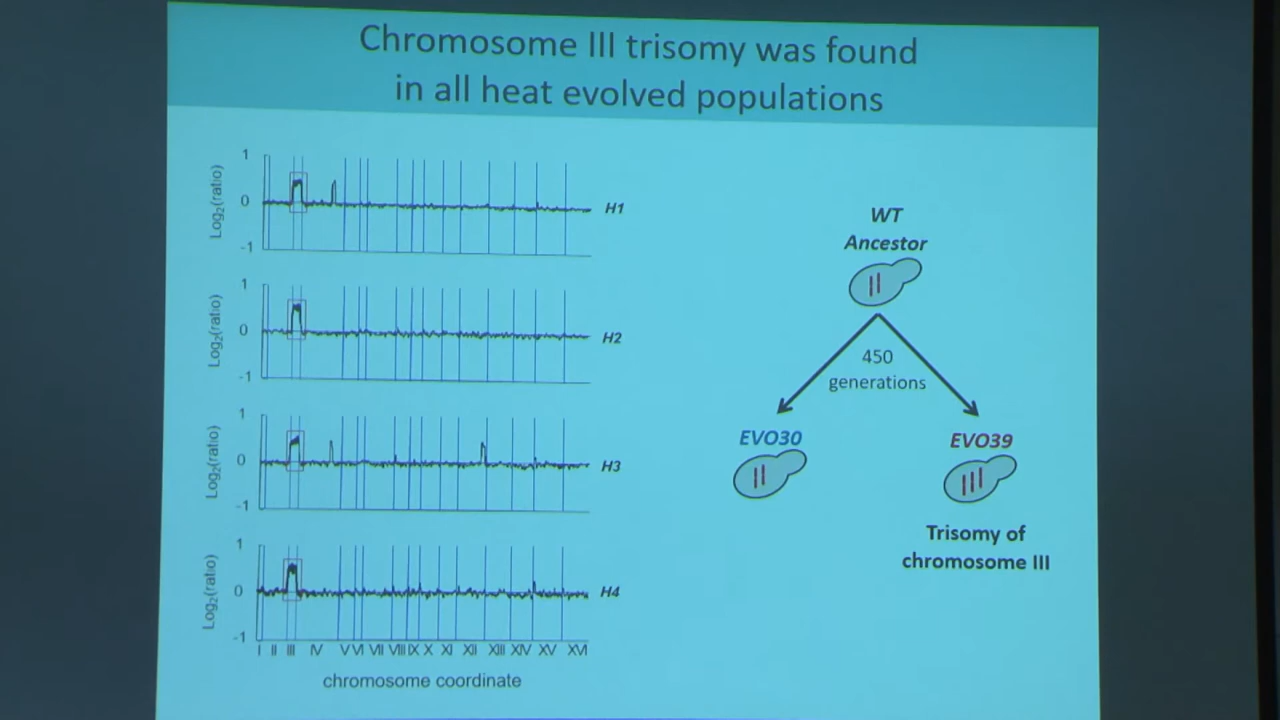 Chromosome III trisomy was found
in all heat evolved populations
1
0
-1
Log2(ratio)
H1
1
0
-1
Log2(ratio)
H2
1
0
-1
Log2(ratio)
H3
1
0
-1
Log2(ratio)
H4
I II III IV V VI VII VIII IX X XI XII XIII XIV XV XVI
chromosome coordinate
WT
Ancestor
450
generations
EVO30
EVO39
Trisomy of
chromosome III